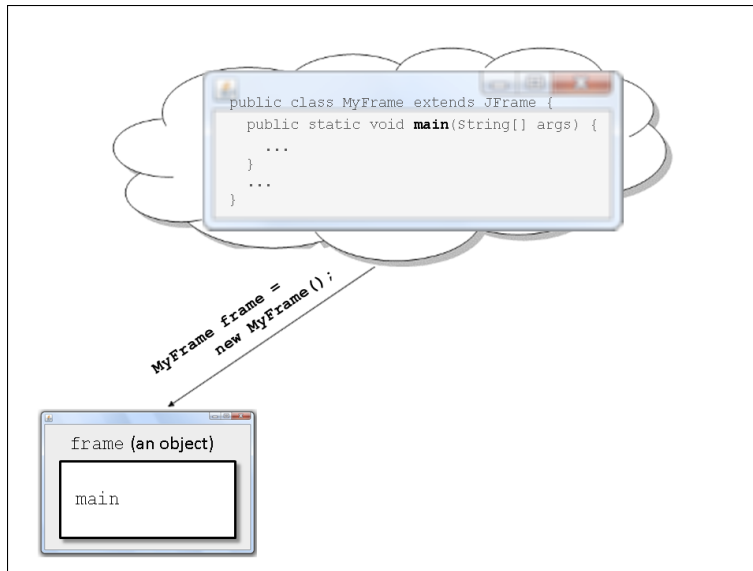 public class MyFrame extends JFrame {
public static void main(String[] args) {
...
}
...
}
MyFrame frame =
new MyFrame();
frame (an object)
main